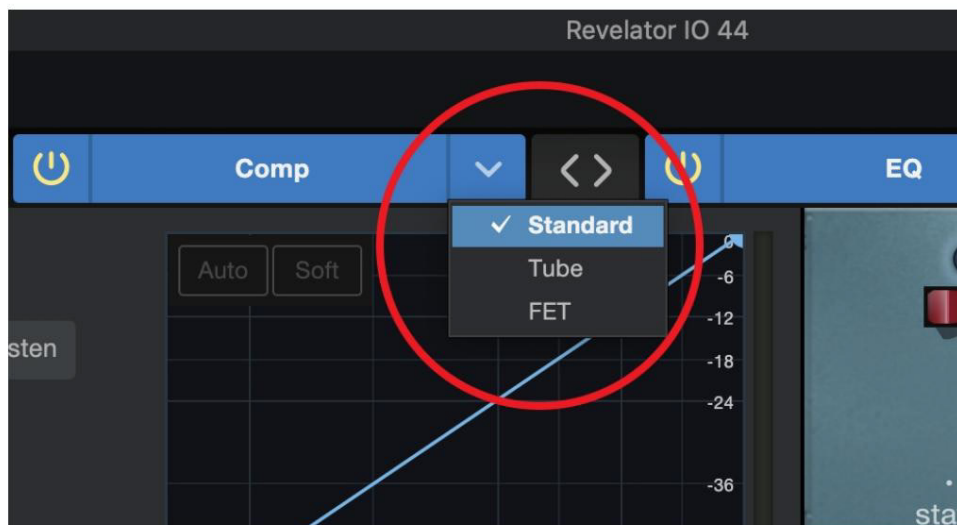 Revelator IO 44
Comp
EQ
Standard
Tube
FET
Auto Soft
sten
0
-6
-12
-18
-24
-36
sta